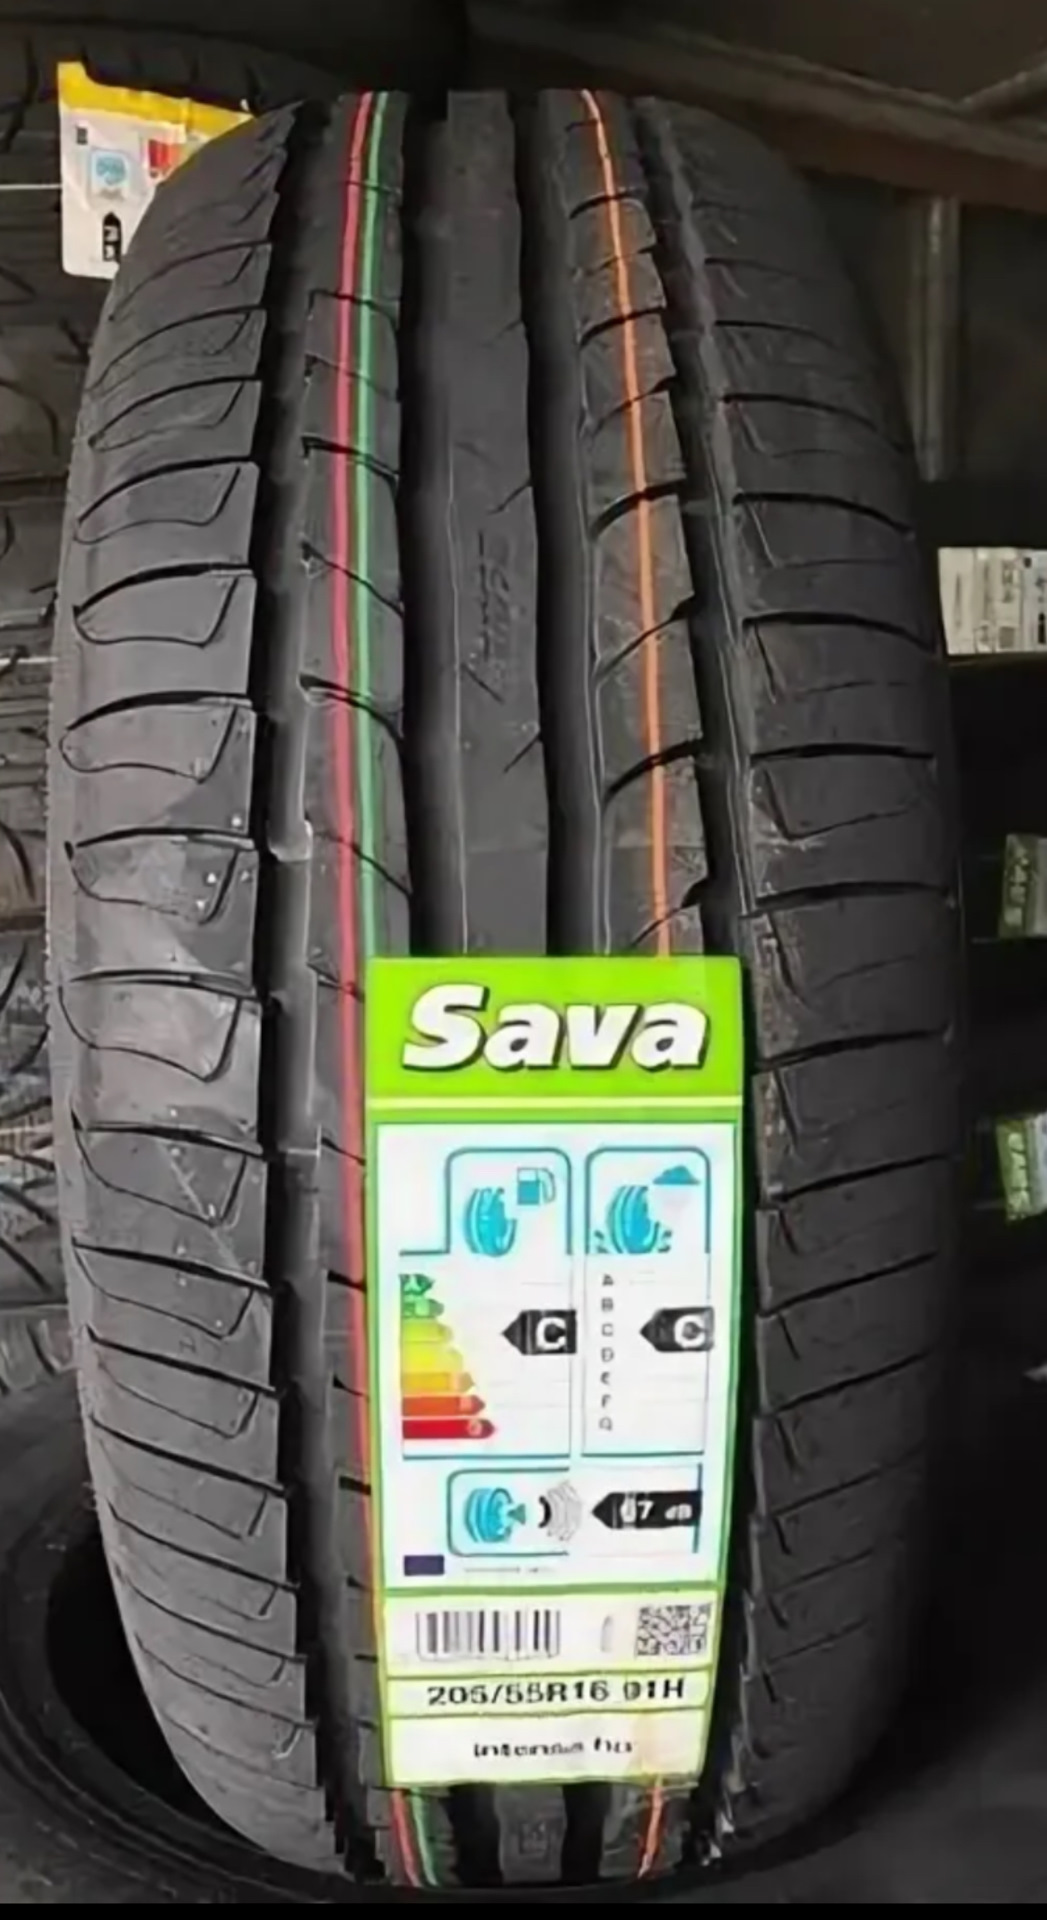 Sava
A
B
C
D
E
F
G
C
C
67 dB
205/55R16 91H
intensa hp